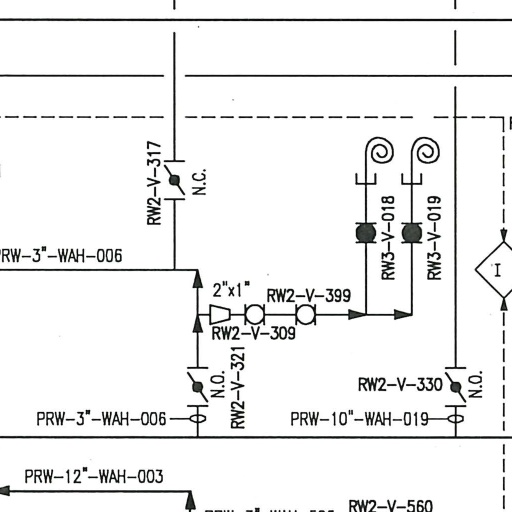 RW2-V-317
N.C.
RW3-V-018
RW3-V-019
PRW-3"-WAH-006
I
2"x1"
RW2-V-399
RW2-V-309
N.O.
RW2-V-321
RW2-V-330
N.O.
PRW-3"-WAH-006
PRW-10"-WAH-019
PRW-12"-WAH-003
RW2-V-560